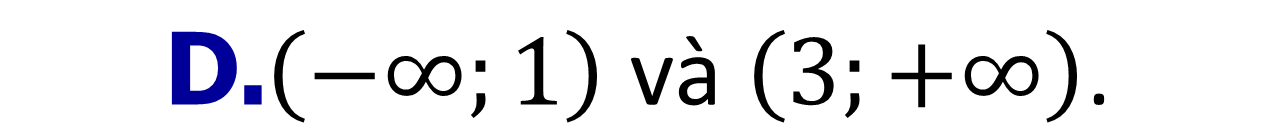 D.(−∞; 1) và (3; +∞).